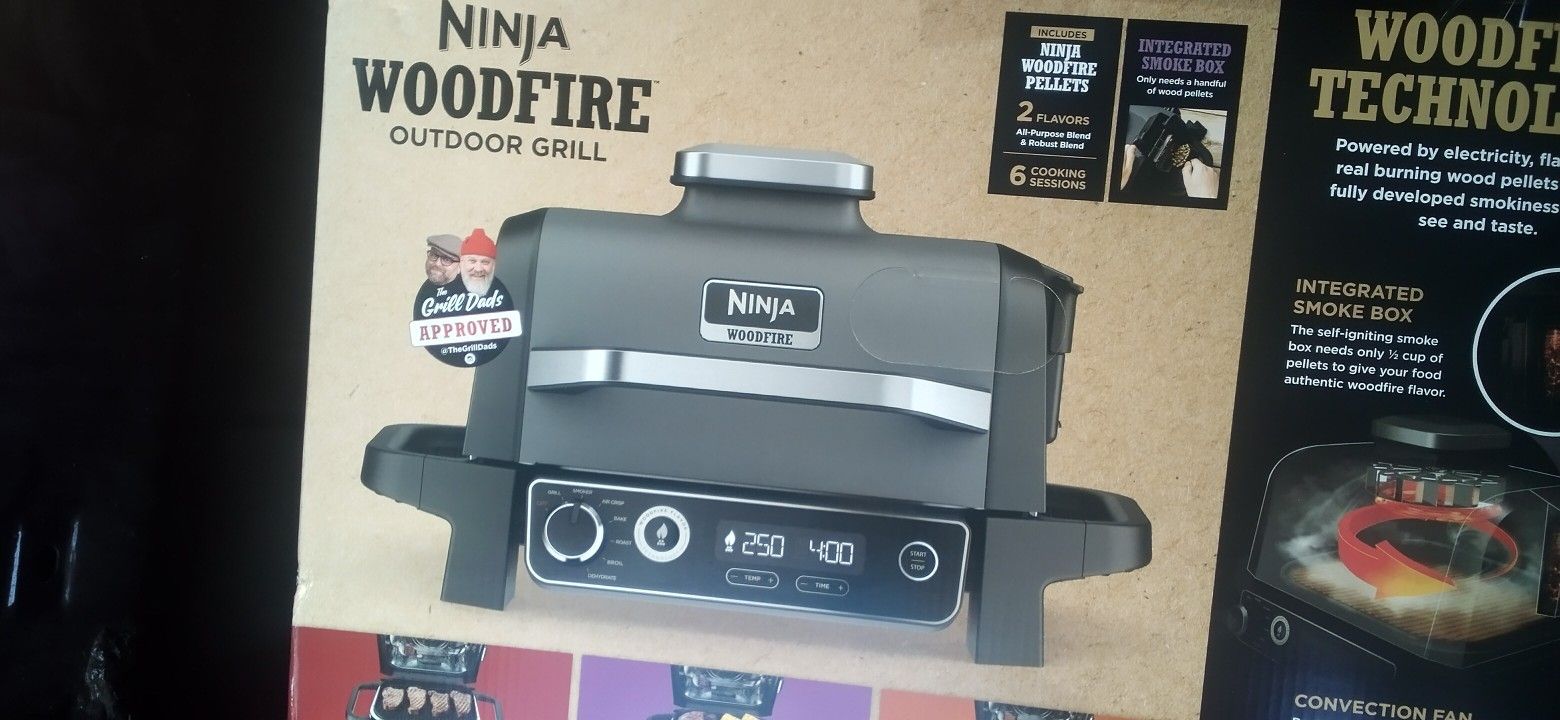 NINJA
WOODFIRE™
OUTDOOR GRILL
INCLUDES
NINJA
WOODFIRE
PELLETS
2 FLAVORS
All-Purpose Blend
& Robust Blend
6 COOKING
SESSIONS
INTEGRATED
SMOKE BOX
Only needs a handful
of wood pellets
The
Grill Dads
APPROVED
@TheGrillDads
NINJA
WOODFIRE
OFF
GRILL
SMOKER
AIR CRISP
BAKE
ROAST
BROIL
DEHYDRATE
WOODFIRE FLAVOR
250
4:00
− TEMP +
− TIME +
START
STOP
WOODFI
TECHNOL
Powered by electricity, fla
real burning wood pellets
fully developed smokiness
see and taste.
INTEGRATED
SMOKE BOX
The self-igniting smoke
box needs only ½ cup of
pellets to give your food
authentic woodfire flavor.
CONVECTION FAN